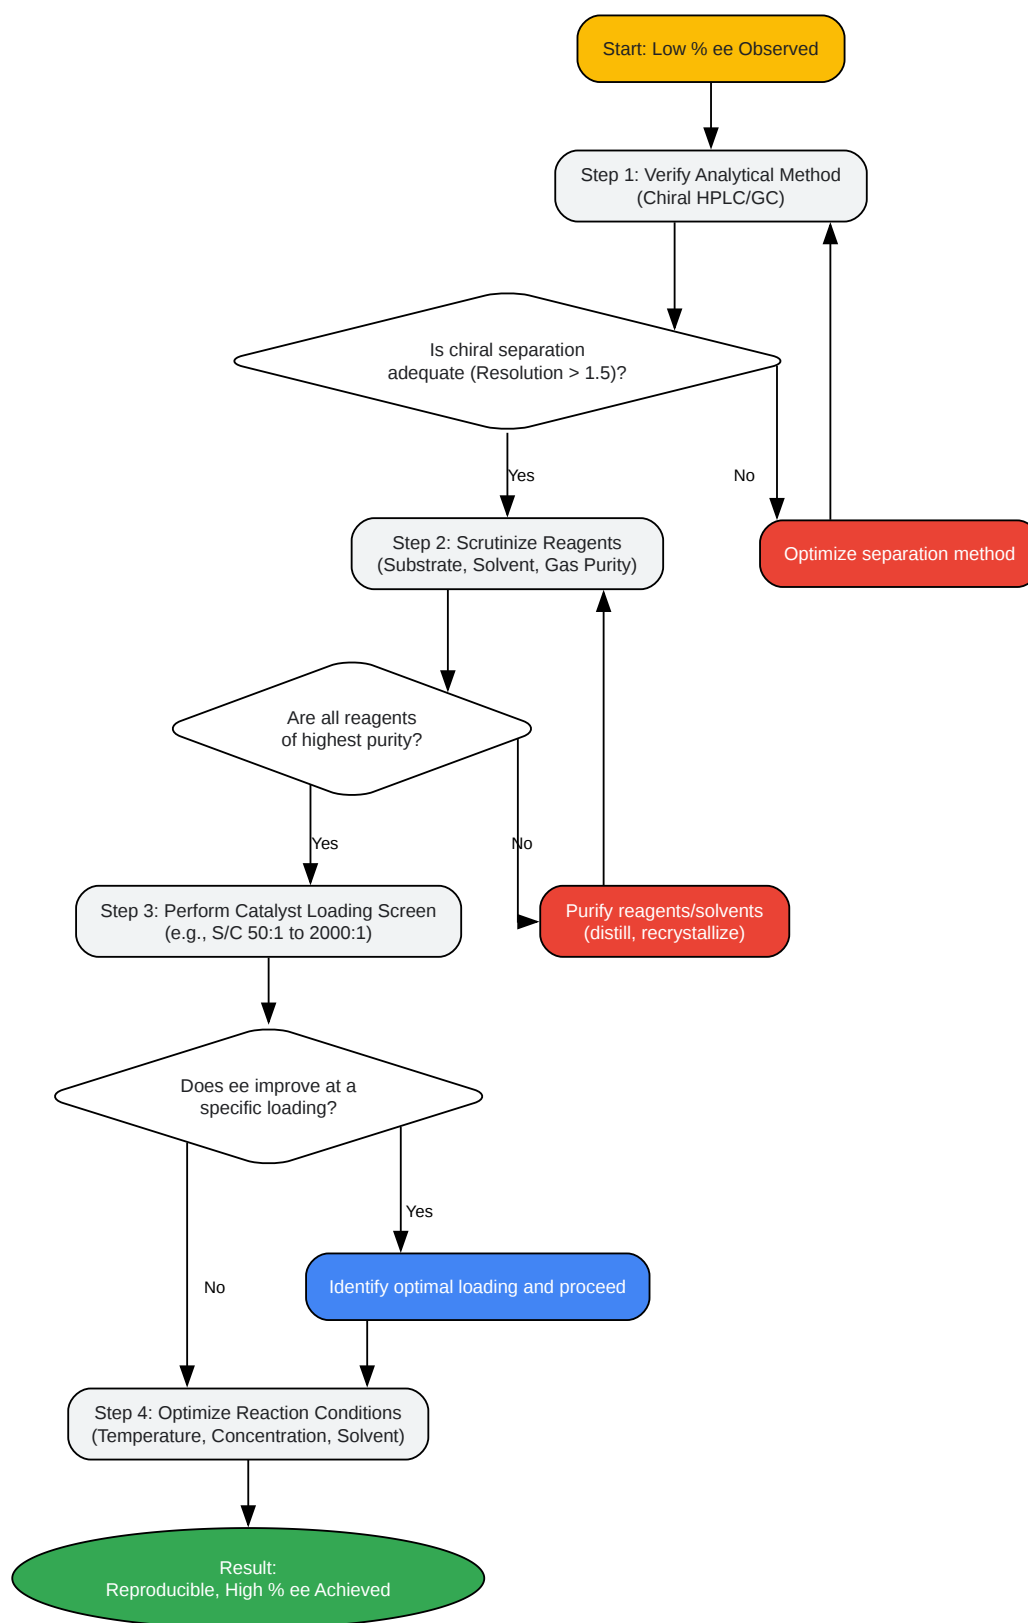 Start: Low % ee Observed
Step 1: Verify Analytical Method
(Chiral HPLC/GC)
Is chiral separation
adequate (Resolution > 1.5)?
Yes
No
Step 2: Scrutinize Reagents
(Substrate, Solvent, Gas Purity)
Optimize separation method
Are all reagents
of highest purity?
Yes
No
Step 3: Perform Catalyst Loading Screen
(e.g., S/C 50:1 to 2000:1)
Purify reagents/solvents
(distill, recrystallize)
Does ee improve at a
specific loading?
Yes
No
Identify optimal loading and proceed
Step 4: Optimize Reaction Conditions
(Temperature, Concentration, Solvent)
Result:
Reproducible, High % ee Achieved